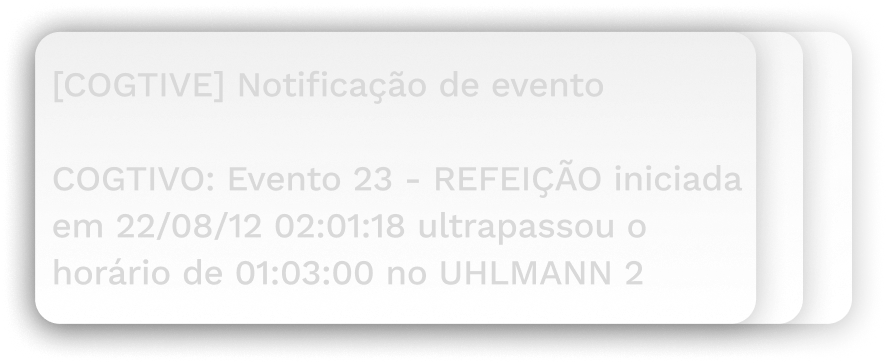 [COGTIVE] Notificação de evento
COGTIVO: Evento 23 - REFEIÇÃO iniciada
em 22/08/12 02:01:18 ultrapassou o
horário de 01:03:00 no UHLMANN 2